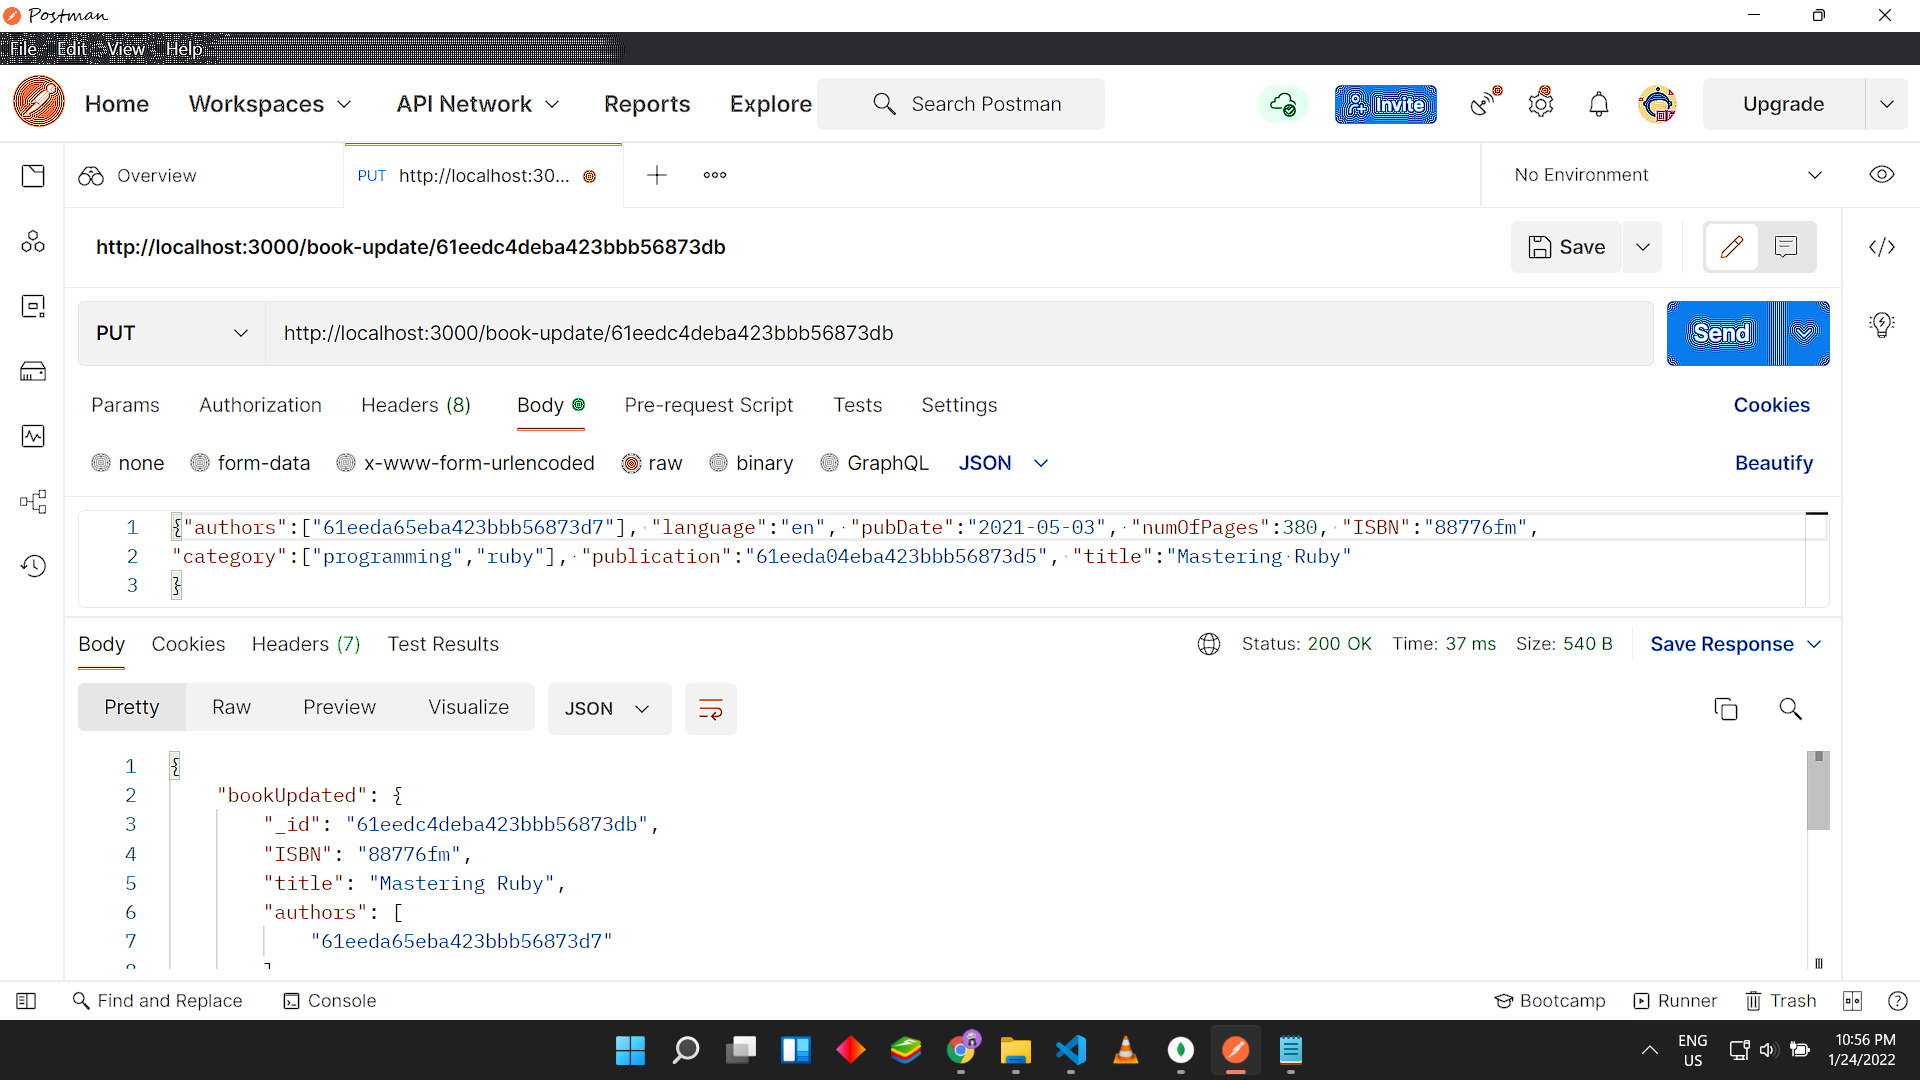 Postman
File Edit View Help
Home Workspaces API Network Reports Explore Search Postman Invite Upgrade
Overview PUT http://localhost:30... No Environment
http://localhost:3000/book-update/61eedc4deba423bbb56873db Save
PUT http://localhost:3000/book-update/61eedc4deba423bbb56873db Send
Params Authorization Headers (8) Body Pre-request Script Tests Settings Cookies
none form-data x-www-form-urlencoded raw binary GraphQL JSON Beautify
1 {"authors":["61eeda65eba423bbb56873d7"], "language":"en", "pubDate":"2021-05-03", "numOfPages":380, "ISBN":"88776fm",
2 "category":["programming","ruby"], "publication":"61eeda04eba423bbb56873d5", "title":"Mastering Ruby"
3 }
Body Cookies Headers (7) Test Results Status: 200 OK Time: 37 ms Size: 540 B Save Response
Pretty Raw Preview Visualize JSON
1 {
2 "bookUpdated": {
3 "_id": "61eedc4deba423bbb56873db",
4 "ISBN": "88776fm",
5 "title": "Mastering Ruby",
6 "authors": [
7 "61eeda65eba423bbb56873d7"
Find and Replace Console Bootcamp Runner Trash
ENG 10:56 PM
US 1/24/2022